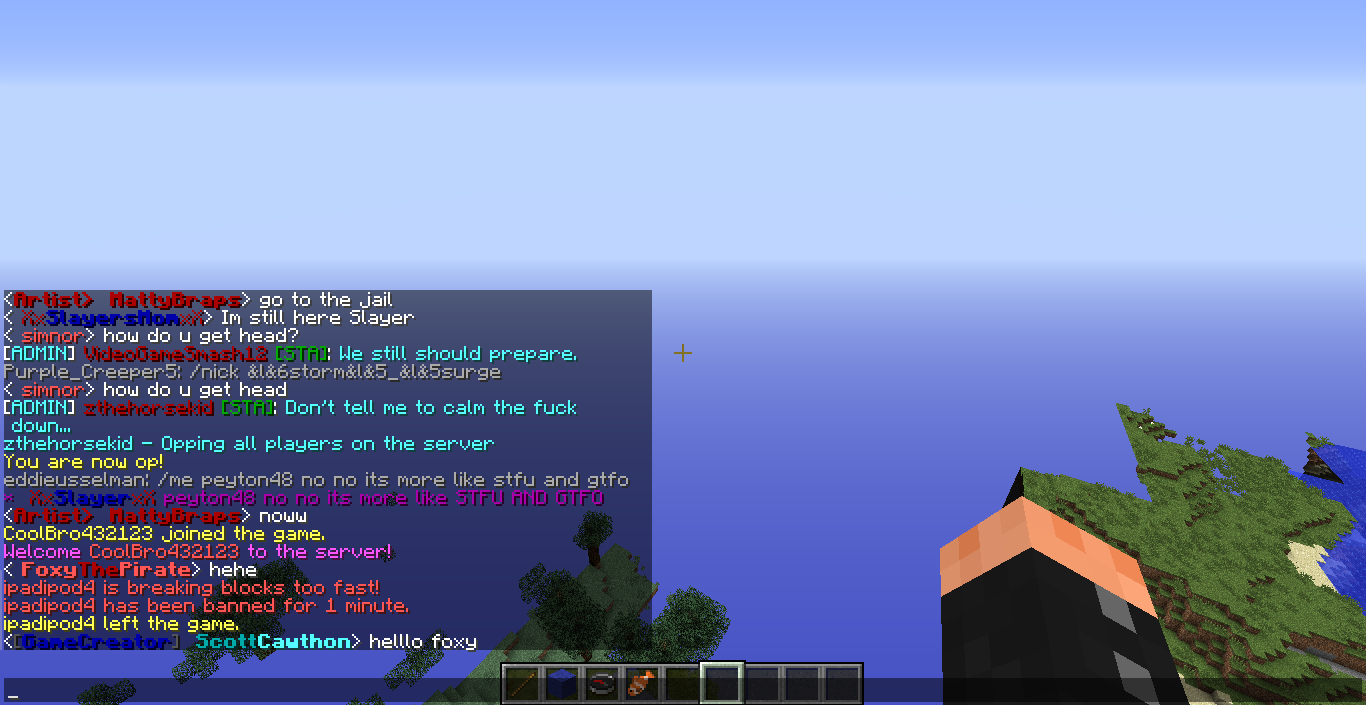 <Artist> MattyBraps> go to the jail
< XxSlayersMomxX> Im still here Slayer
< simnor> how do u get head?
[ADMIN] VideoGameSmash12 [STA]: We still should prepare.
Purple_Creeper5: /nick &l&6storm&l&5_&l&5surge
< simnor> how do u get head
[ADMIN] zthehorsekid [STA]: Don't tell me to calm the fuck
down...
zthehorsekid - Opping all players on the server
You are now op!
eddieusselman: /me peyton48 no no its more like stfu and gtfo
* XxSlayerxX peyton48 no no its more like STFU AND GTFO
<Artist> MattyBraps> noww
CoolBro432123 joined the game.
Welcome CoolBro432123 to the server!
< FoxyThePirate> hehe
ipadipod4 is breaking blocks too fast!
ipadipod4 has been banned for 1 minute.
ipadipod4 left the game.
<[GameCreator] ScottCawthon> helllo foxy
_